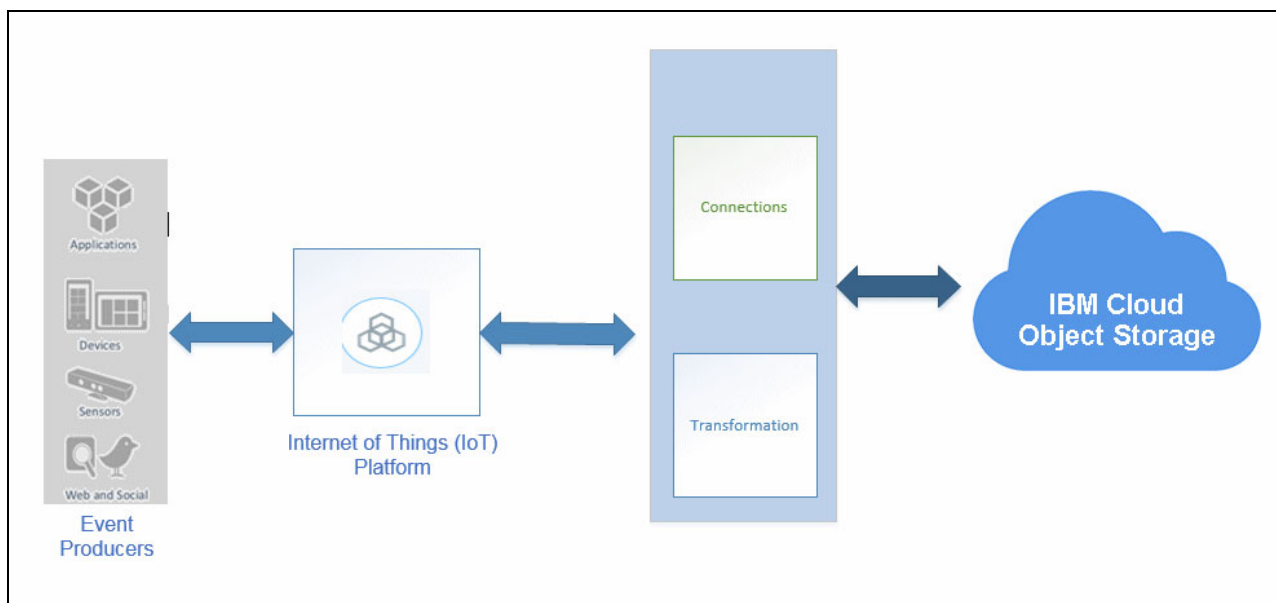 Applications
Devices
Sensors
Web and Social
Event
Producers
Internet of Things (IoT)
Platform
Connections
Transformation
IBM Cloud
Object Storage